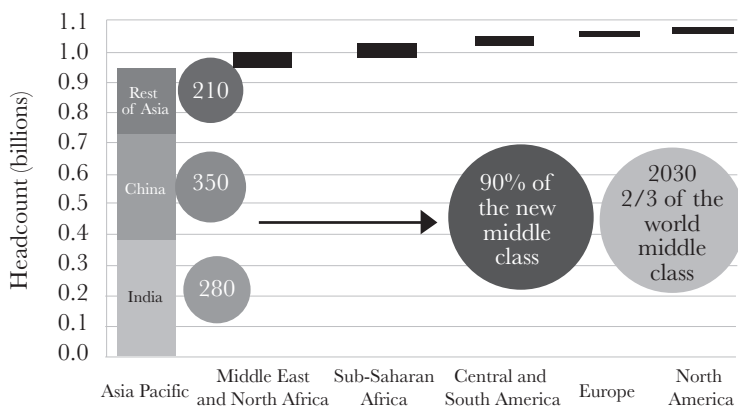 Headcount (billions)
1.1
1.0
0.9
0.8
0.7
0.6
0.5
0.4
0.3
0.2
0.1
0.0
Rest
of Asia
210
China
350
India
280
90% of
the new
middle
class
2030
2/3 of the
world
middle
class
Asia Pacific
Middle East
and North Africa
Sub-Saharan
Africa
Central and
South America
Europe
North
America